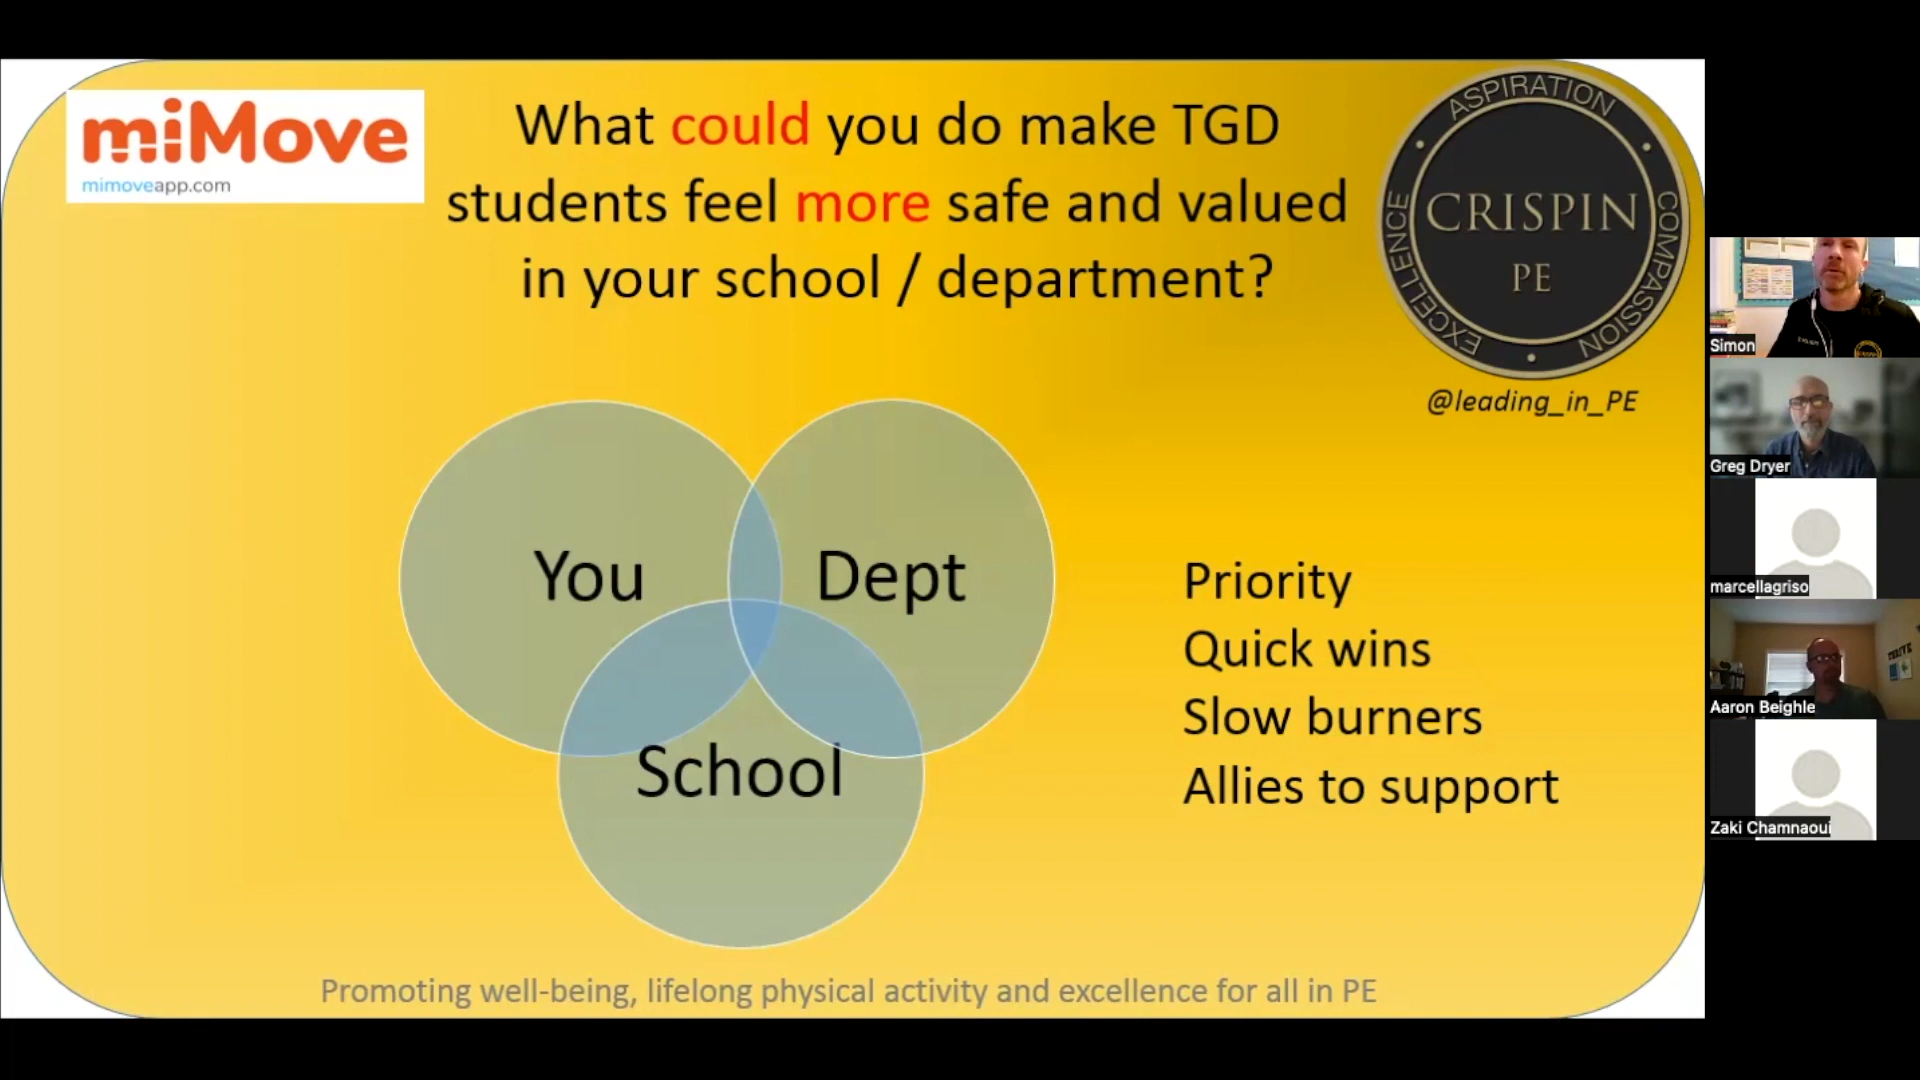 miMove
mimoveapp.com
What could you do make TGD
students feel more safe and valued
in your school / department?
ASPIRATION
EXCELLENCE
COMPASSION
CRISPIN
PE
@leading_in_PE
You
Dept
School
Priority
Quick wins
Slow burners
Allies to support
Promoting well-being, lifelong physical activity and excellence for all in PE
Simon
Greg Dryer
marcellagriso
THRIVE
Aaron Beighle
Zaki Chamnaoui